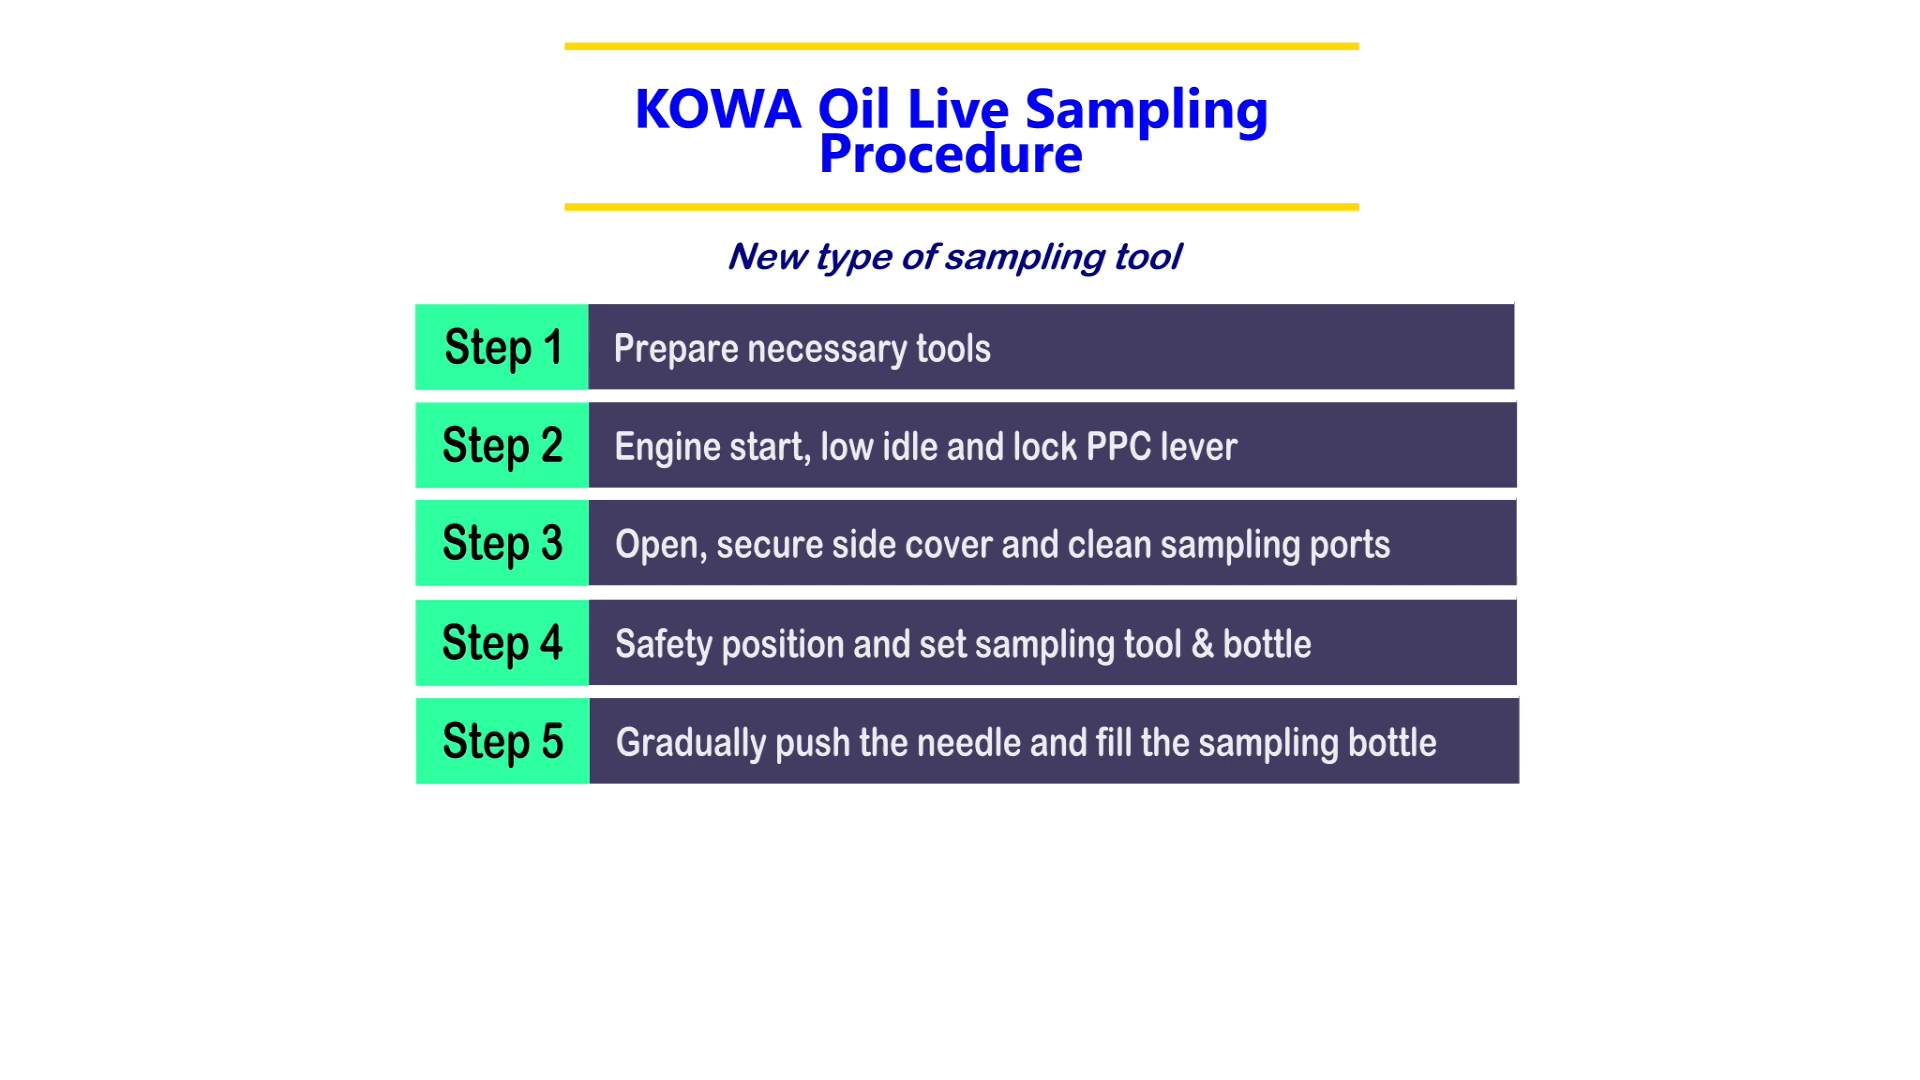 KOWA Oil Live Sampling
Procedure
New type of sampling tool
Step 1 Prepare necessary tools
Step 2 Engine start, low idle and lock PPC lever
Step 3 Open, secure side cover and clean sampling ports
Step 4 Safety position and set sampling tool & bottle
Step 5 Gradually push the needle and fill the sampling bottle